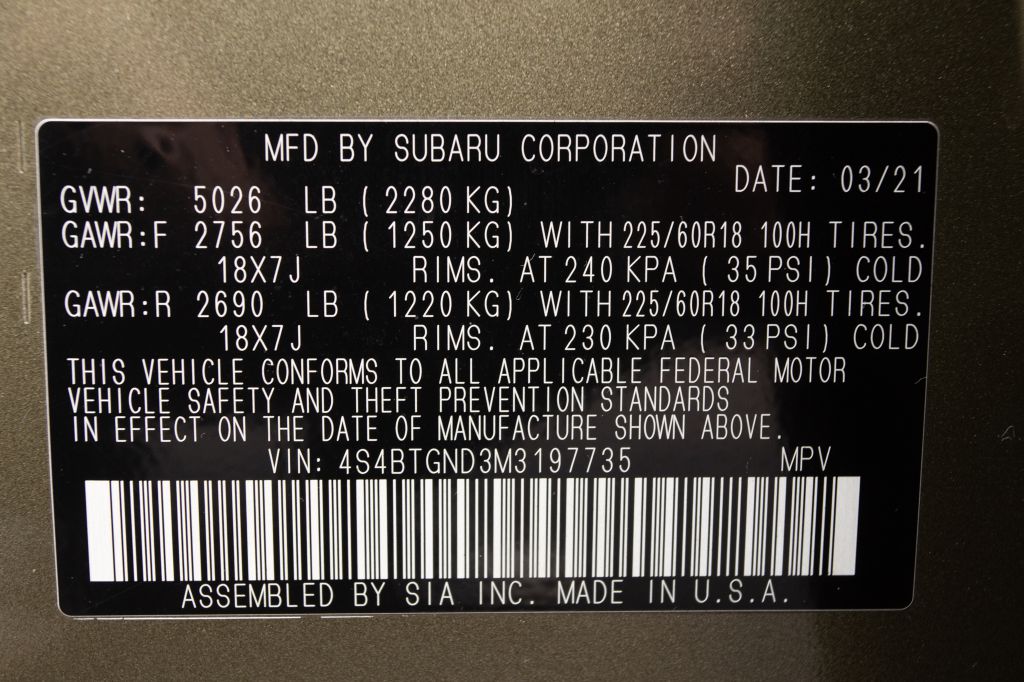 MFD BY SUBARU CORPORATION
DATE: 03/21
GVWR: 5026 LB ( 2280 KG)
GAWR:F 2756 LB ( 1250 KG) WITH 225/60R18 100H TIRES.
18X7J RIMS. AT 240 KPA ( 35 PSI) COLD
GAWR:R 2690 LB ( 1220 KG) WITH 225/60R18 100H TIRES.
18X7J RIMS. AT 230 KPA ( 33 PSI) COLD
THIS VEHICLE CONFORMS TO ALL APPLICABLE FEDERAL MOTOR
VEHICLE SAFETY AND THEFT PREVENTION STANDARDS
IN EFFECT ON THE DATE OF MANUFACTURE SHOWN ABOVE.
VIN: 4S4BTGND3M3197735 MPV
ASSEMBLED BY SIA INC. MADE IN U.S.A.